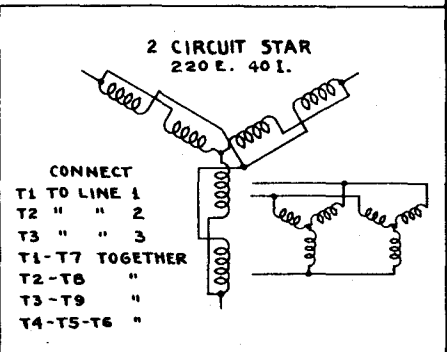 2 CIRCUIT STAR
220 E. 40 I.
CONNECT
T1 TO LINE 1
T2 " " 2
T3 " " 3
T1-T7 TOGETHER
T2-T8 "
T3-T9 "
T4-T5-T6 "